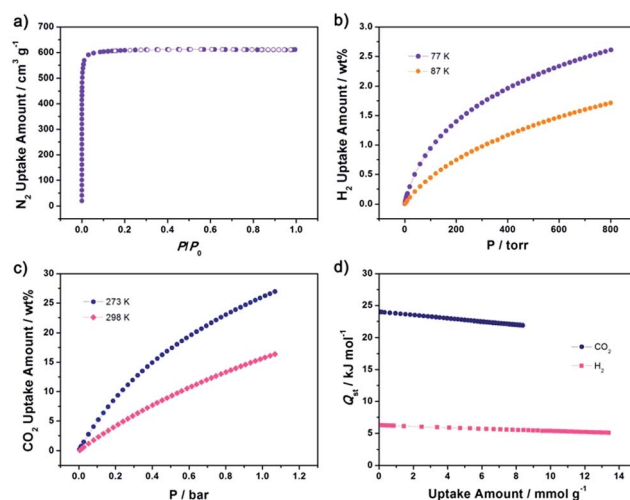 a)
N₂ Uptake Amount / cm³ g⁻¹
700
600
500
400
300
200
100
0
0.0 0.2 0.4 0.6 0.8 1.0
P/P₀
b)
H₂ Uptake Amount / wt%
3.0
2.5
2.0
1.5
1.0
0.5
0.0
77 K
87 K
0 200 400 600 800
P / torr
c)
CO₂ Uptake Amount / wt%
30
25
20
15
10
5
0
273 K
298 K
0.0 0.2 0.4 0.6 0.8 1.0 1.2
P / bar
d)
Qst / kJ mol⁻¹
30
25
20
15
10
5
0
CO₂
H₂
0 2 4 6 8 10 12 14
Uptake Amount / mmol g⁻¹